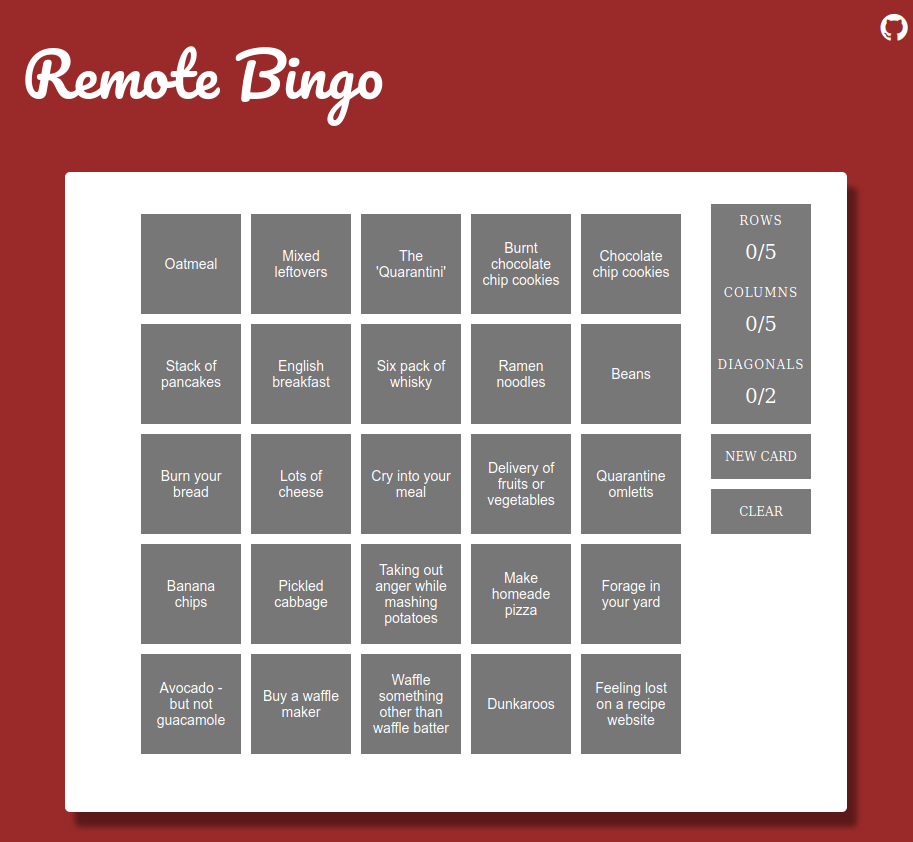 Remote Bingo
Oatmeal
Mixed
leftovers
The
'Quarantini'
Burnt
chocolate
chip cookies
Chocolate
chip cookies
Stack of
pancakes
English
breakfast
Six pack of
whisky
Ramen
noodles
Beans
Burn your
bread
Lots of
cheese
Cry into your
meal
Delivery of
fruits or
vegetables
Quarantine
omletts
Banana
chips
Pickled
cabbage
Taking out
anger while
mashing
potatoes
Make
homeade
pizza
Forage in
your yard
Avocado -
but not
guacamole
Buy a waffle
maker
Waffle
something
other than
waffle batter
Dunkaroos
Feeling lost
on a recipe
website
ROWS
0/5
COLUMNS
0/5
DIAGONALS
0/2
NEW CARD
CLEAR